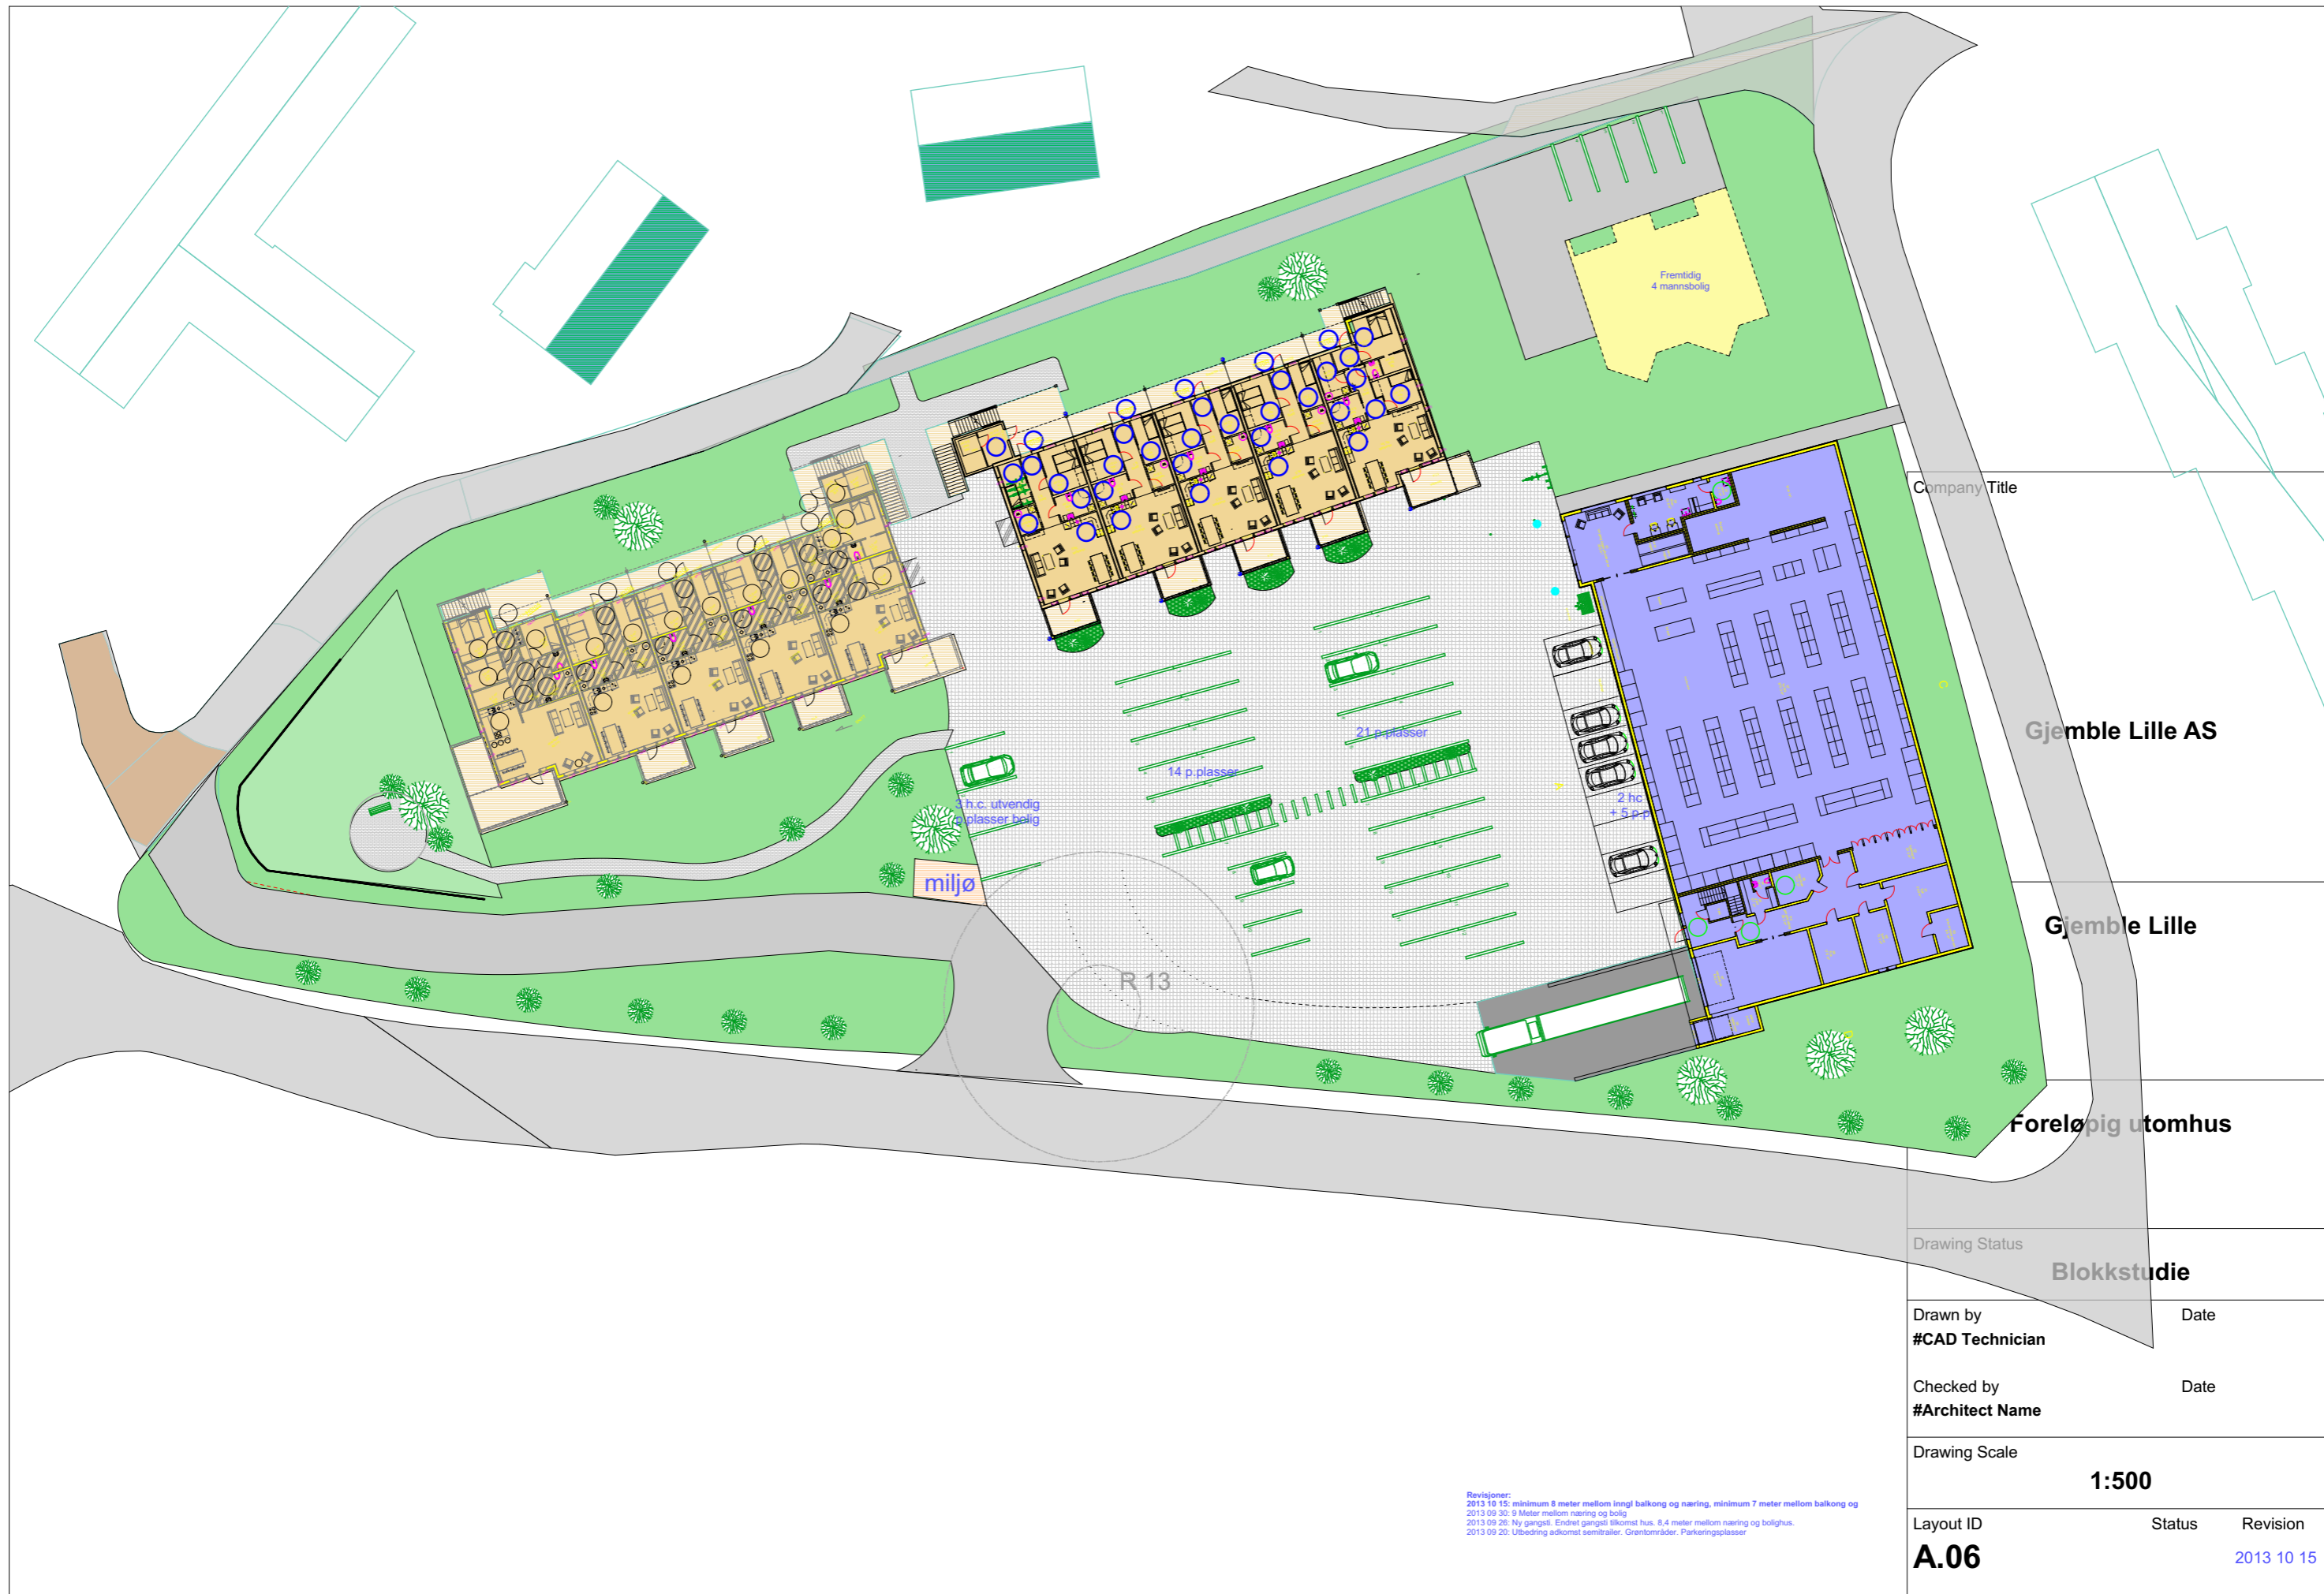 Fremtidig
4 mannsbolig
Company Title
Gjemble Lille AS
21 p.plasser
14 p.plasser
3 h.c. utvendig
p.plasser bolig
2 hc
+ 5 p.p
C
miljø
R 13
Gjemble Lille
Foreløpig utomhus
Drawing Status
Blokkstudie
Drawn by
Date
#CAD Technician
Checked by
Date
#Architect Name
Drawing Scale
1:500
Revisjoner:
2013 10 15: minimum 8 meter mellom inngl balkong og næring, minimum 7 meter mellom balkong og
2013 09 30: 9 Meter mellom næring og bolig
2013 09 26: Ny gangsti. Endret gangsti tilkomst hus. 8,4 meter mellom næring og bolighus.
2013 09 20: Utbedring adkomst semitrailer. Grøntområder. Parkeringsplasser
Layout ID
Status
Revision
A.06
2013 10 15